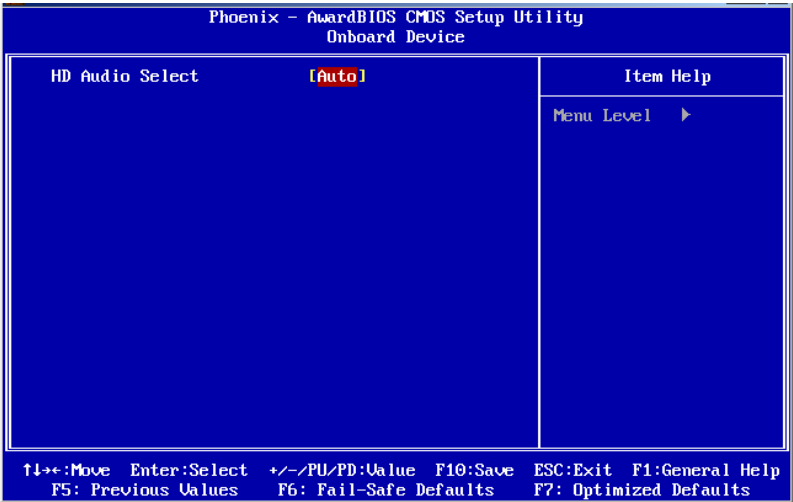 Phoenix - AwardBIOS CMOS Setup Utility
Onboard Device
HD Audio Select [Auto]
Item Help
Menu Level ▶
↑↓→←:Move Enter:Select +/-/PU/PD:Value F10:Save ESC:Exit F1:General Help
F5: Previous Values F6: Fail-Safe Defaults F7: Optimized Defaults